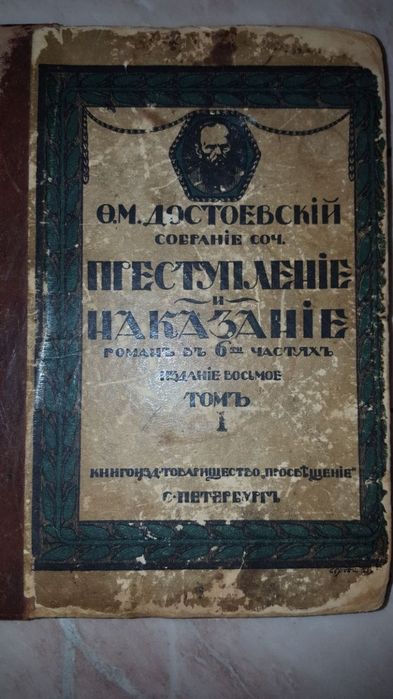 Ѳ.М.ДОСТОЕВСКІЙ
СОБРАНІЕ СОЧ.
ПРЕСТУПЛЕНІЕ
И
НАКАЗАНІЕ
РОМАНЪ ВЪ 6ТИ ЧАСТЯХЪ
ИЗДАНІЕ ВОСЬМОЕ
ТОМЪ
I
КНИГОИЗД·ТОВАРИЩЕСТВО „ПРОСВѢЩЕНІЕ"
С·ПЕТЕРБУРГЪ